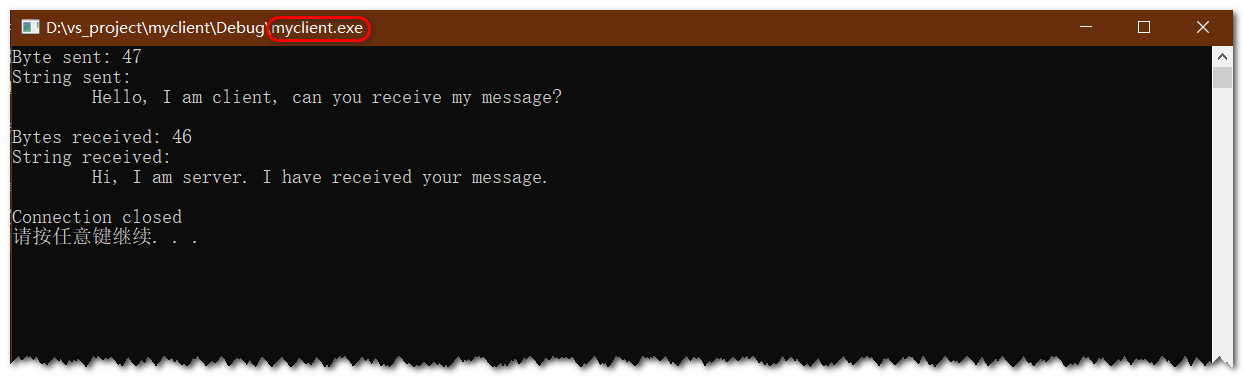 D:\vs_project\myclient\Debug\myclient.exe
Byte sent: 47
String sent:
Hello, I am client, can you receive my message?
Bytes received: 46
String received:
Hi, I am server. I have received your message.
Connection closed
请按任意键继续. . .